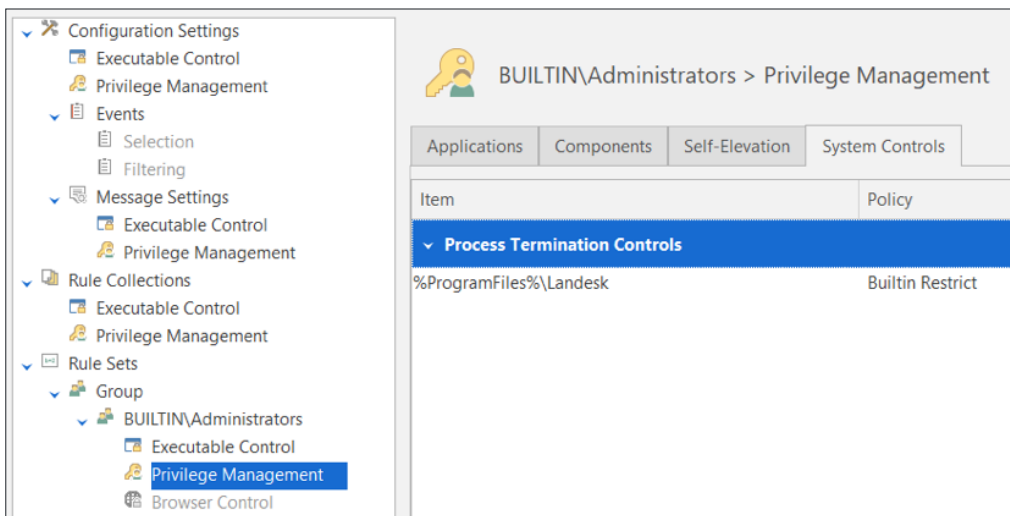 Configuration Settings
Executable Control
Privilege Management
Events
Selection
Filtering
Message Settings
Executable Control
Privilege Management
Rule Collections
Executable Control
Privilege Management
Rule Sets
Group
BUILTIN\Administrators
Executable Control
Privilege Management
Browser Control
BUILTIN\Administrators > Privilege Management
Applications Components Self-Elevation System Controls
Item Policy
Process Termination Controls
%ProgramFiles%\Landesk Builtin Restrict